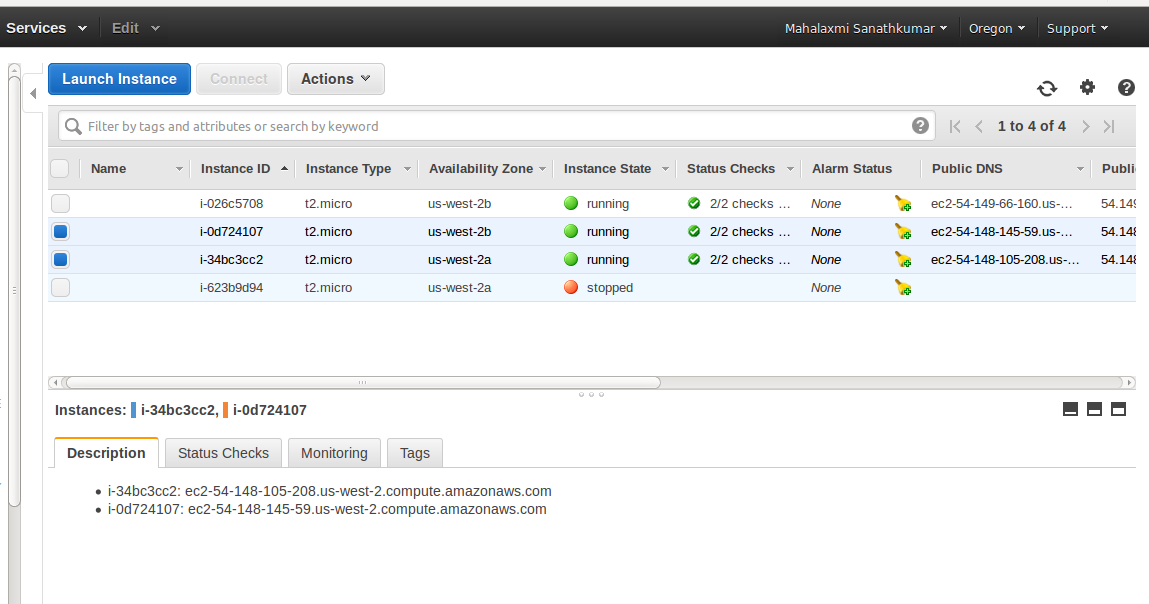 Services Edit Mahalaxmi Sanathkumar Oregon Support
Launch Instance Connect Actions
Filter by tags and attributes or search by keyword 1 to 4 of 4
Name Instance ID Instance Type Availability Zone Instance State Status Checks Alarm Status Public DNS Publi
i-026c5708 t2.micro us-west-2b running 2/2 checks ... None ec2-54-149-66-160.us-... 54.149
i-0d724107 t2.micro us-west-2b running 2/2 checks ... None ec2-54-148-145-59.us-... 54.148
i-34bc3cc2 t2.micro us-west-2a running 2/2 checks ... None ec2-54-148-105-208.us-... 54.148
i-623b9d94 t2.micro us-west-2a stopped None
Instances: i-34bc3cc2, i-0d724107
Description Status Checks Monitoring Tags
• i-34bc3cc2: ec2-54-148-105-208.us-west-2.compute.amazonaws.com
• i-0d724107: ec2-54-148-145-59.us-west-2.compute.amazonaws.com